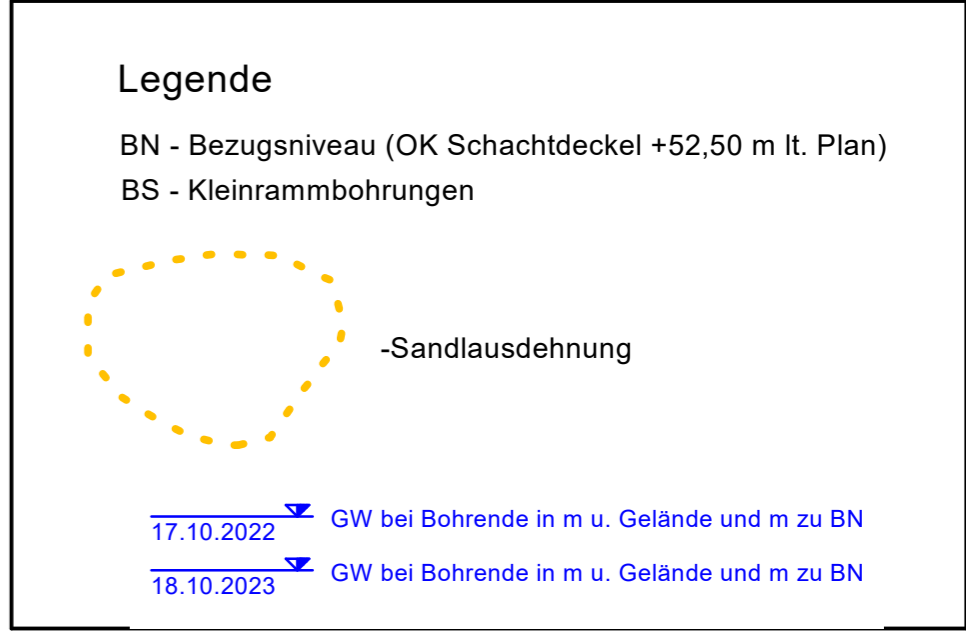 Legende
BN - Bezugsniveau (OK Schachtdeckel +52,50 m lt. Plan)
BS - Kleinrammbohrungen
-Sandlausdehnung
17.10.2022 GW bei Bohrende in m u. Gelände und m zu BN
18.10.2023 GW bei Bohrende in m u. Gelände und m zu BN